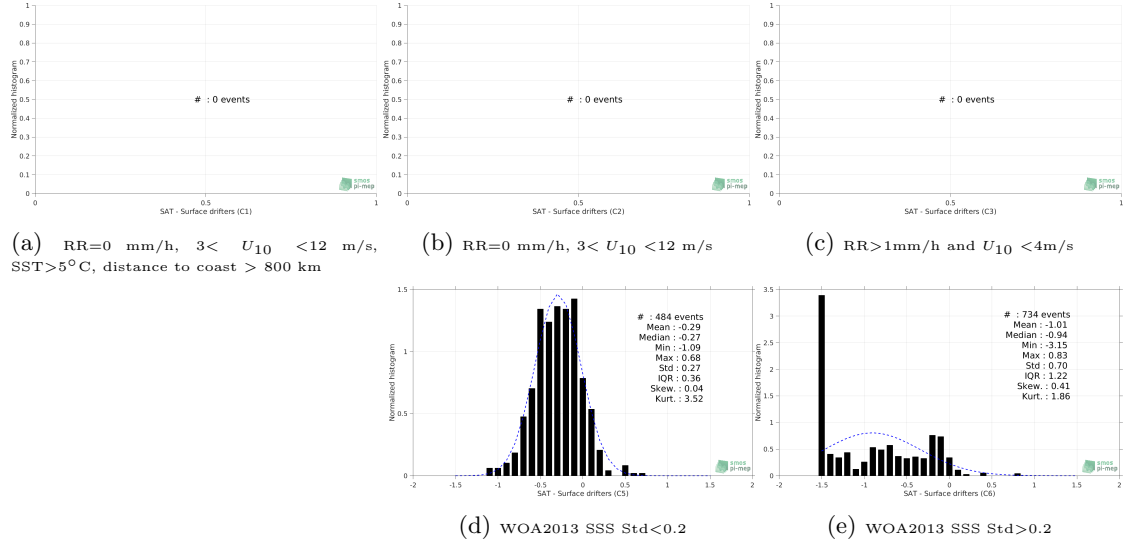 1
0.9
0.8
0.7
0.6
0.5
0.4
0.3
0.2
0.1
0
Normalized histogram
# : 0 events
smos
pi-mep
0 0.5 1
SAT - Surface drifters (C1)
1
0.9
0.8
0.7
0.6
0.5
0.4
0.3
0.2
0.1
0
Normalized histogram
# : 0 events
smos
pi-mep
0 0.5 1
SAT - Surface drifters (C2)
1
0.9
0.8
0.7
0.6
0.5
0.4
0.3
0.2
0.1
0
Normalized histogram
# : 0 events
smos
pi-mep
0 0.5 1
SAT - Surface drifters (C3)
(a) RR=0 mm/h, 3< U10 <12 m/s,
SST>5°C, distance to coast > 800 km
(b) RR=0 mm/h, 3< U10 <12 m/s
(c) RR>1mm/h and U10 <4m/s
1.5
1
0.5
0
Normalized histogram
# : 484 events
Mean : -0.29
Median : -0.27
Min : -1.09
Max : 0.68
Std : 0.27
IQR : 0.36
Skew. : 0.04
Kurt. : 3.52
smos
pi-mep
-2 -1.5 -1 -0.5 0 0.5 1 1.5 2
SAT - Surface drifters (C5)
3.5
3
2.5
2
1.5
1
0.5
0
Normalized histogram
# : 734 events
Mean : -1.01
Median : -0.94
Min : -3.15
Max : 0.83
Std : 0.70
IQR : 1.22
Skew. : 0.41
Kurt. : 1.86
smos
pi-mep
-2 -1.5 -1 -0.5 0 0.5 1 1.5 2
SAT - Surface drifters (C6)
(d) WOA2013 SSS Std<0.2
(e) WOA2013 SSS Std>0.2